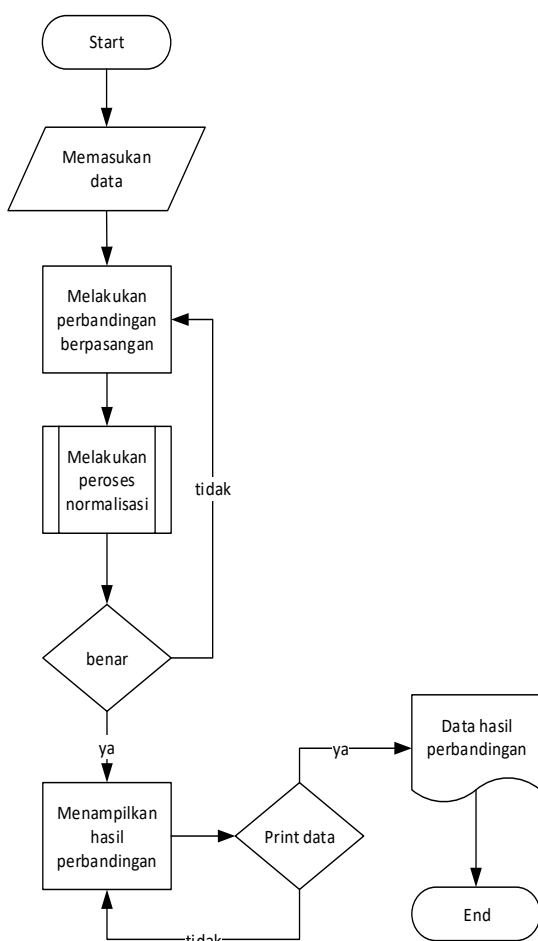 Start
Memasukan
data
Melakukan
perbandingan
berpasangan
Melakukan
peroses
normalisasi
tidak
benar
ya
Menampilkan
hasil
perbandingan
Print data
ya
Data hasil
perbandingan
tidak
End